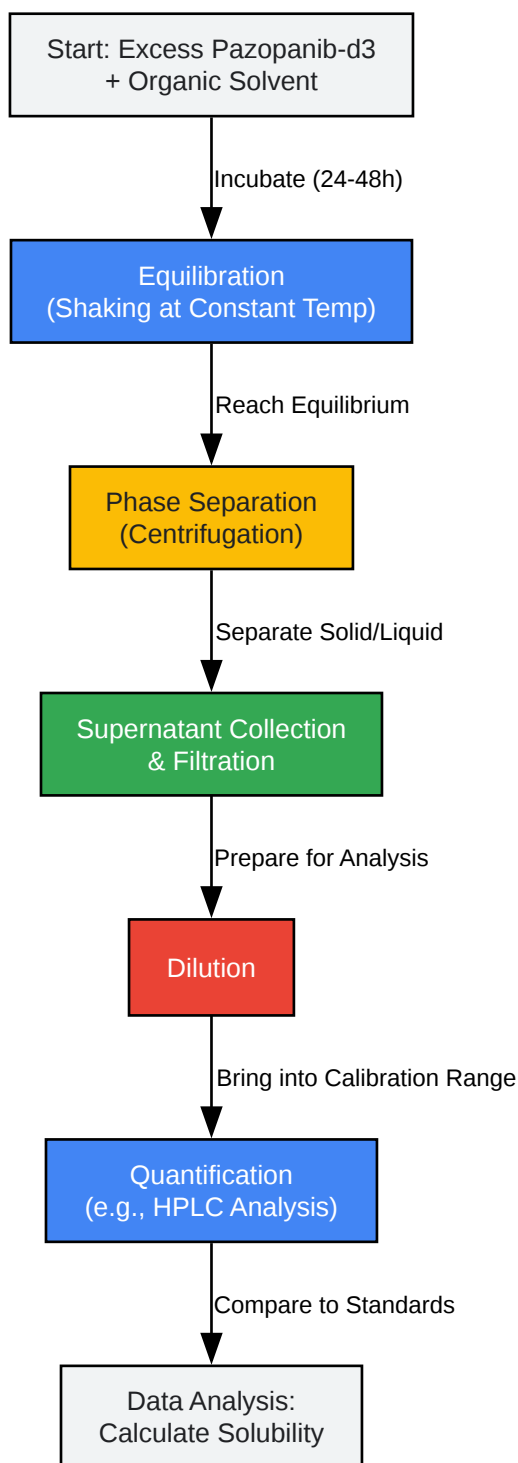 Start: Excess Pazopanib-d3
+ Organic Solvent
Incubate (24-48h)
Equilibration
(Shaking at Constant Temp)
Reach Equilibrium
Phase Separation
(Centrifugation)
Separate Solid/Liquid
Supernatant Collection
& Filtration
Prepare for Analysis
Dilution
Bring into Calibration Range
Quantification
(e.g., HPLC Analysis)
Compare to Standards
Data Analysis:
Calculate Solubility